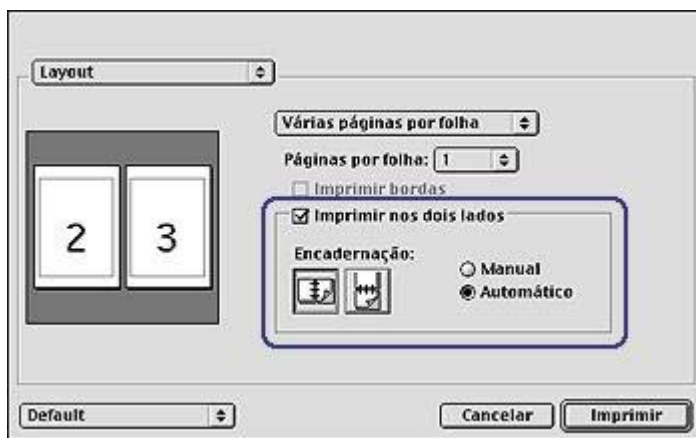 Layout
Várias páginas por folha
Páginas por folha: 1
Imprimir bordas
Imprimir nos dois lados
2 3
Encadernação:
Manual
Automático
Default
Cancelar
Imprimir